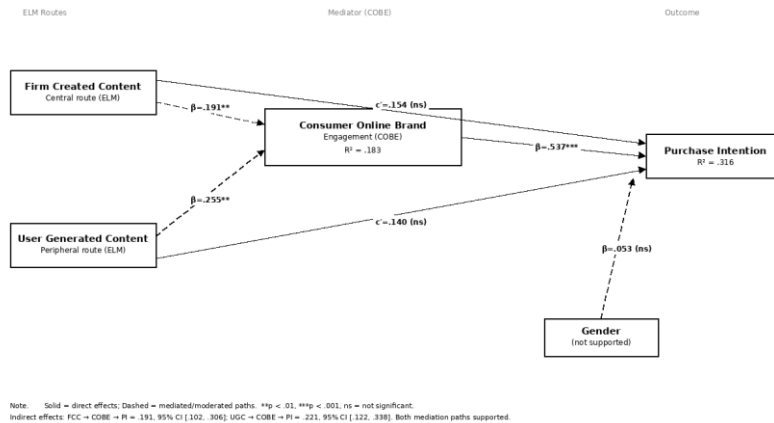 ELM Routes
Mediator (COBE)
Outcome
Firm Created Content
Central route (ELM)
c'=.154 (ns)
β=.191**
Consumer Online Brand
Engagement (COBE)
R² = .183
β=.537***
Purchase Intention
R² = .316
β=.255**
User Generated Content
Peripheral route (ELM)
c'=.140 (ns)
β=.053 (ns)
Gender
(not supported)
Note. Solid = direct effects; Dashed = mediated/moderated paths. **p < .01, ***p < .001, ns = not significant.
Indirect effects: FCC → COBE → PI = .191, 95% CI [.102, .306]; UGC → COBE → PI = .221, 95% CI [.122, .338]. Both mediation paths supported.